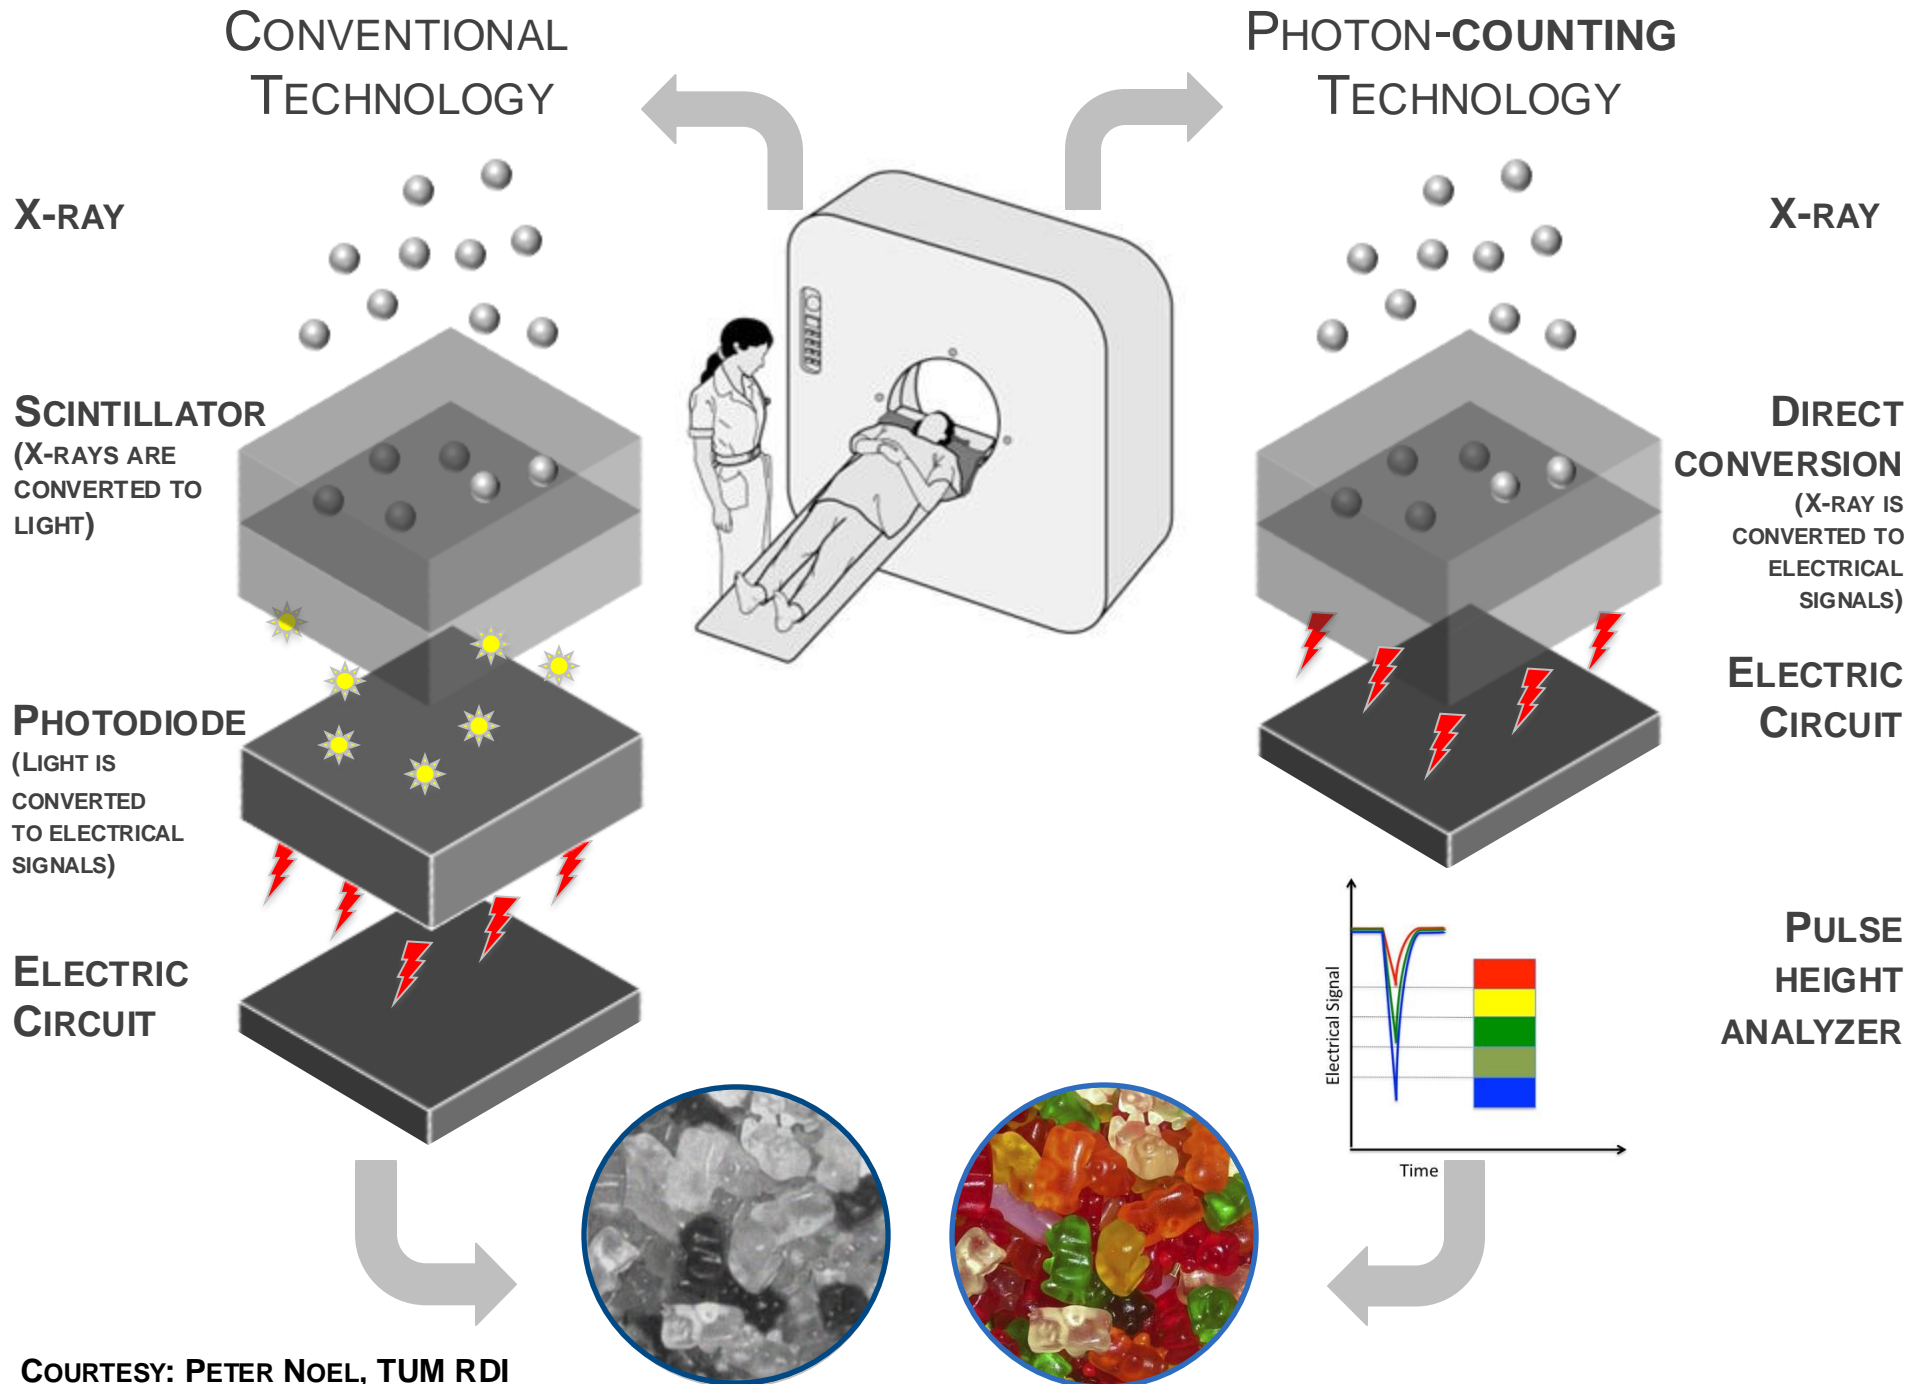 CONVENTIONAL
TECHNOLOGY
PHOTON-COUNTING
TECHNOLOGY
X-RAY
SCINTILLATOR
(X-RAYS ARE
CONVERTED TO
LIGHT)
PHOTODIODE
(LIGHT IS
CONVERTED
TO ELECTRICAL
SIGNALS)
ELECTRIC
CIRCUIT
X-RAY
DIRECT
CONVERSION
(X-RAY IS
CONVERTED TO
ELECTRICAL
SIGNALS)
ELECTRIC
CIRCUIT
PULSE
HEIGHT
ANALYZER
Electrical Signal
Time
COURTESY: PETER NOEL, TUM RDI